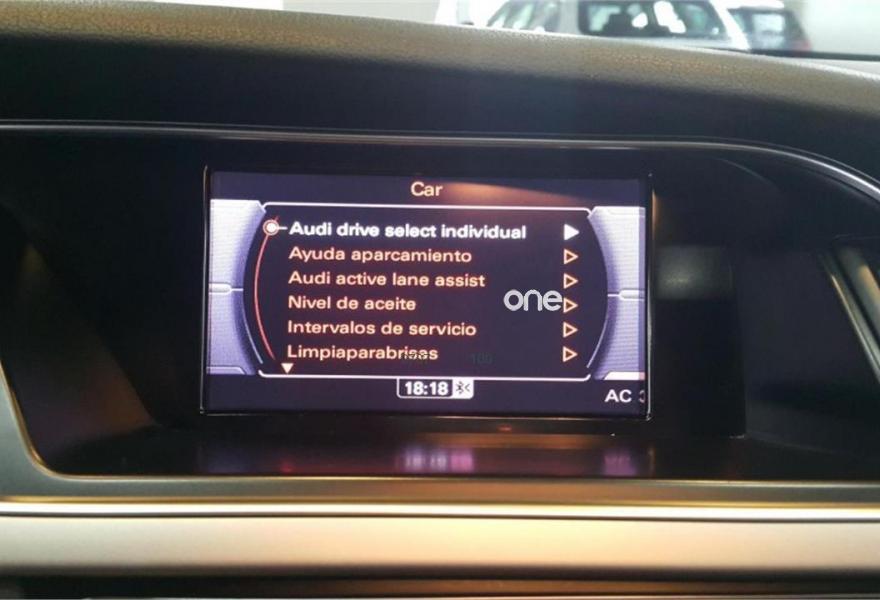 Car
Audi drive select individual
Ayuda aparcamiento
Audi active lane assist
Nivel de aceite
one
Intervalos de servicio
Limpiaparabrisas
18:18
AC